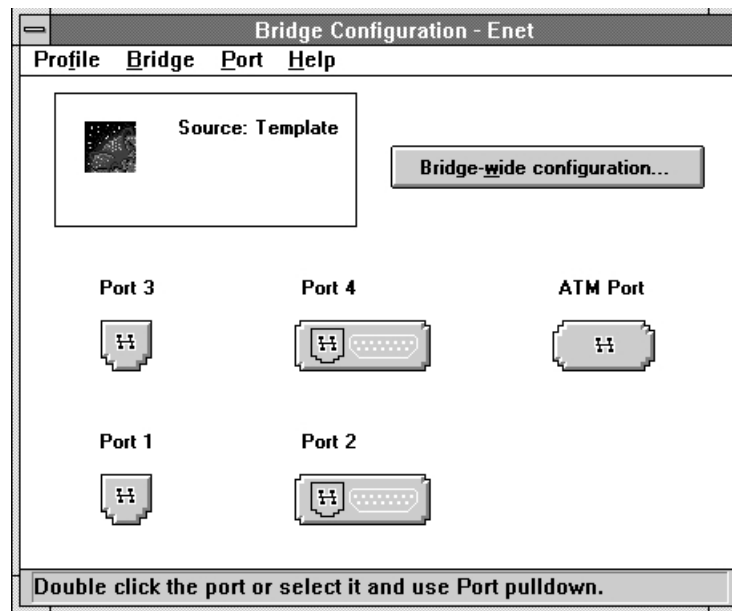 Bridge Configuration - Enet
Profile Bridge Port Help
Source: Template
Bridge-wide configuration...
Port 3 Port 4 ATM Port
Port 1 Port 2
Double click the port or select it and use Port pulldown.